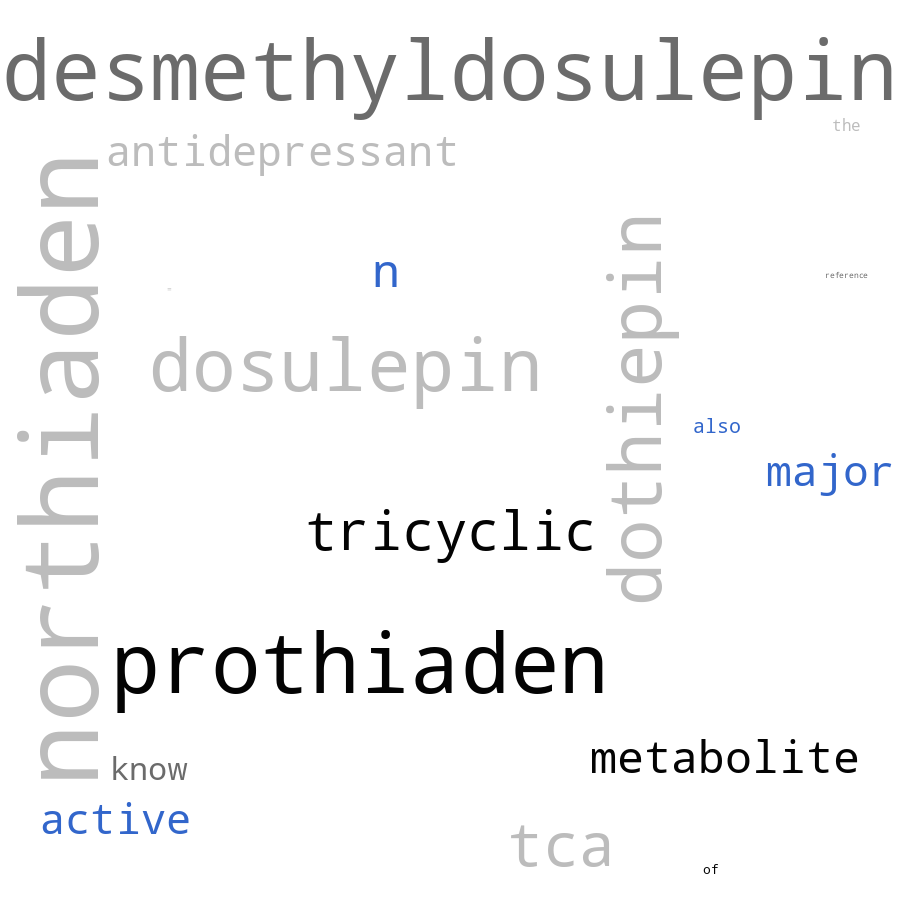 desmethyldosulepin
the
antidepressant
northiaden
n
reference
dosulepin
dothiepin
also
major
tricyclic
prothiaden
metabolite
know
active
tca
of